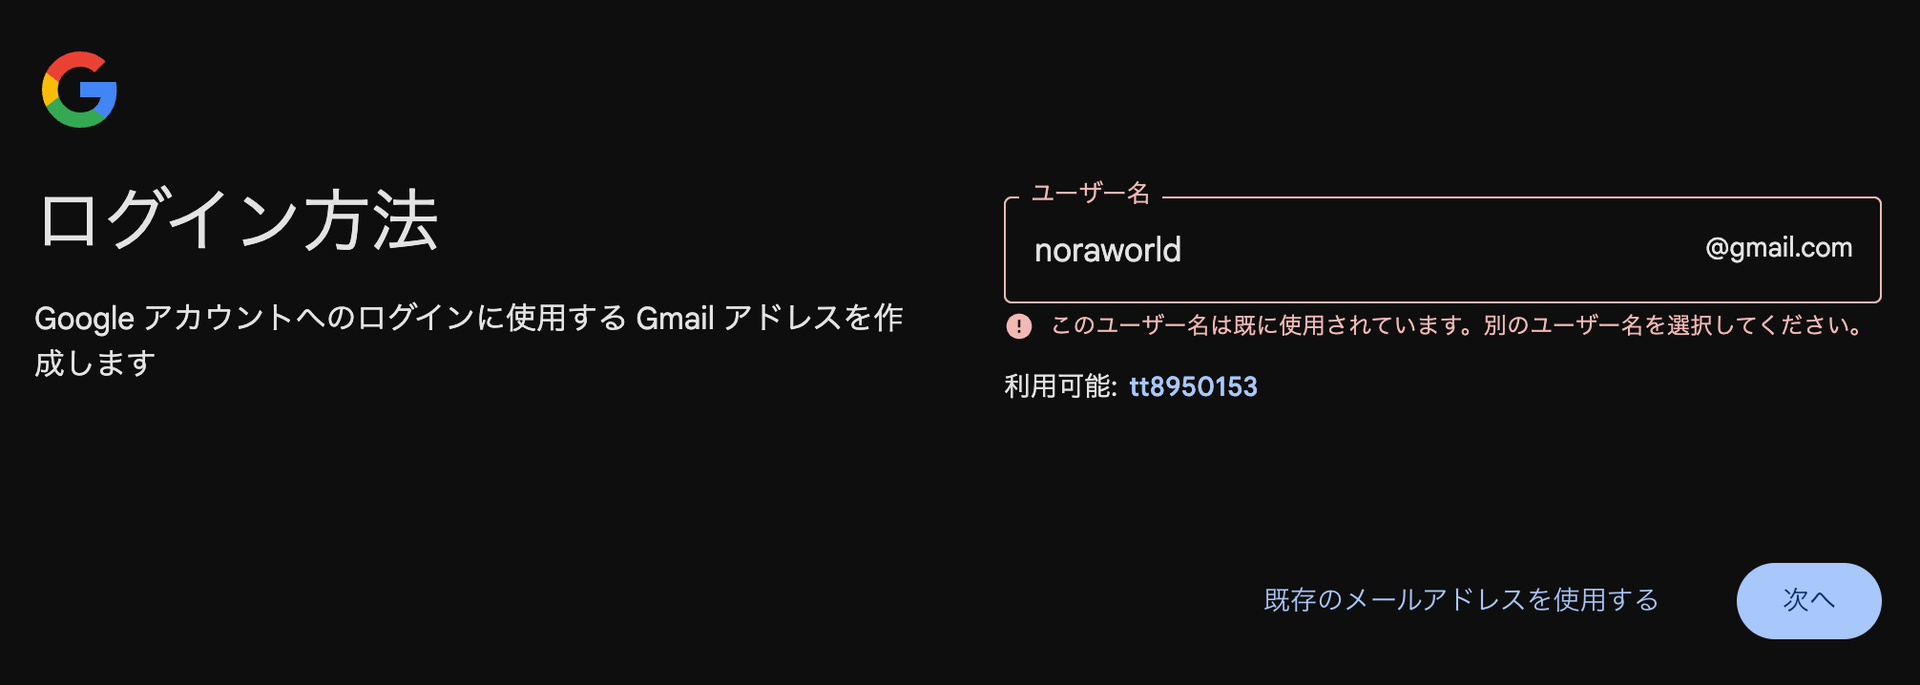 ログイン方法
Google アカウントへのログインに使用する Gmail アドレスを作
成します
ユーザー名
noraworld @gmail.com
このユーザー名は既に使用されています。別のユーザー名を選択してください。
利用可能: tt8950153
既存のメールアドレスを使用する 次へ